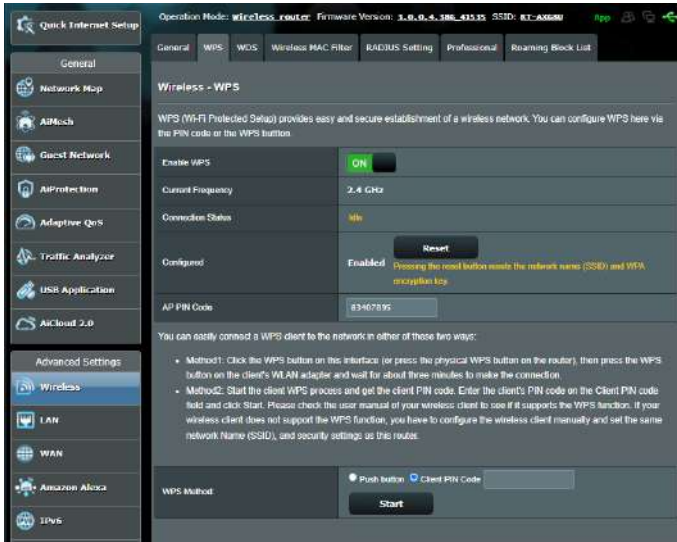 Quick Internet Setup
Operation Mode: wireless router Firmware Version: 3.0.0.4.386_41535 SSID: RT-AX68U
App
General
WPS
WDS
Wireless MAC Filter
RADIUS Setting
Professional
Roaming Block List
General
Network Map
AiMesh
Guest Network
AiProtection
Adaptive QoS
Traffic Analyzer
USB Application
AiCloud 2.0
Advanced Settings
Wireless
LAN
WAN
Amazon Alexa
IPv6
Wireless - WPS
WPS (Wi-Fi Protected Setup) provides easy and secure establishment of a wireless network. You can configure WPS here via
the PIN code or the WPS button.
Enable WPS
ON
Current Frequency
2.4 GHz
Connection Status
Idle
Configured
Enabled
Reset
Pressing the reset button resets the network name (SSID) and WPA
encryption key.
AP PIN Code
83407895
You can easily connect a WPS client to the network in either of these two ways:
• Method1: Click the WPS button on this interface (or press the physical WPS button on the router), then press the WPS
button on the client's WLAN adapter and wait for about three minutes to make the connection.
• Method2: Start the client WPS process and get the client PIN code. Enter the client's PIN code on the Client PIN code
field and click Start. Please check the user manual of your wireless client to see if it supports the WPS function. If your
wireless client does not support the WPS function, you have to configure the wireless client manually and set the same
network Name (SSID), and security settings as this router.
WPS Method:
Push button
Client PIN Code
Start